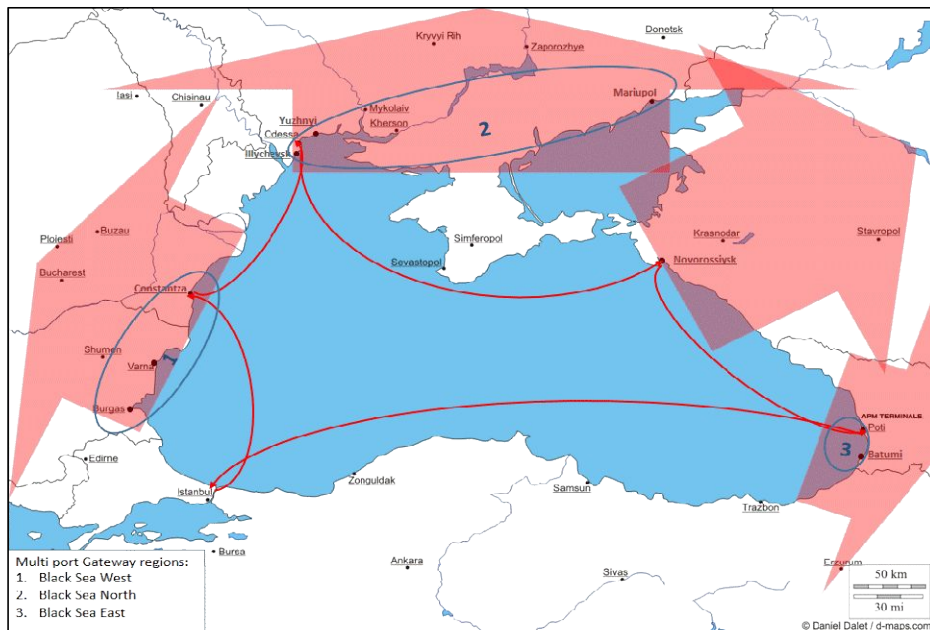 Donetsk
Kryvyi Rih
Zaporozhye
Iasi
Chisinau
Mariupol
Mykolaiv
Yuzhnyi
Kherson
2
Odessa
Illychevsk
Krasnodar
Stavropol
Buzau
Ploiesti
Simferopol
Sevastopol
Novorossiysk
Bucharest
Constantza
Shumen
Varna
1
Burgas
APM TERMINALE
Poti
3
Batumi
Edirne
Zonguldak
Istanbul
Samsun
Trazbon
Bursa
Ankara
Sivas
Erzurum
Multi port Gateway regions:
1. Black Sea West
2. Black Sea North
3. Black Sea East
50 km
30 mi
© Daniel Dalet / d-maps.com